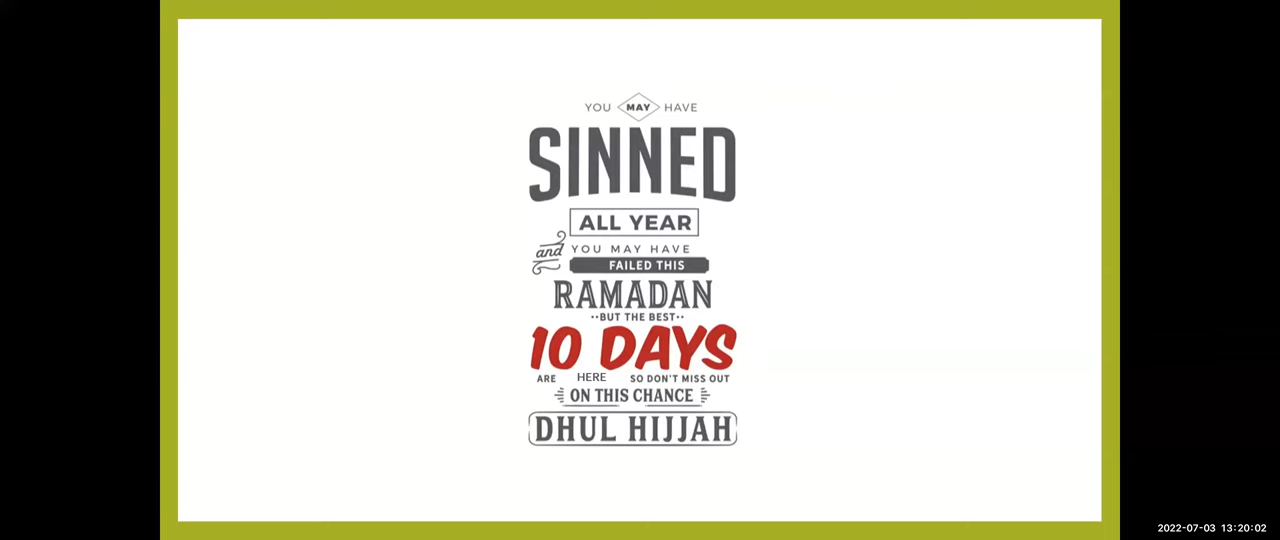 YOU MAY HAVE
SINNED
ALL YEAR
and YOU MAY HAVE
FAILED THIS
RAMADAN
··BUT THE BEST··
10 DAYS
ARE HERE SO DON'T MISS OUT
ON THIS CHANCE
DHUL HIJJAH
2022-07-03 13:20:02